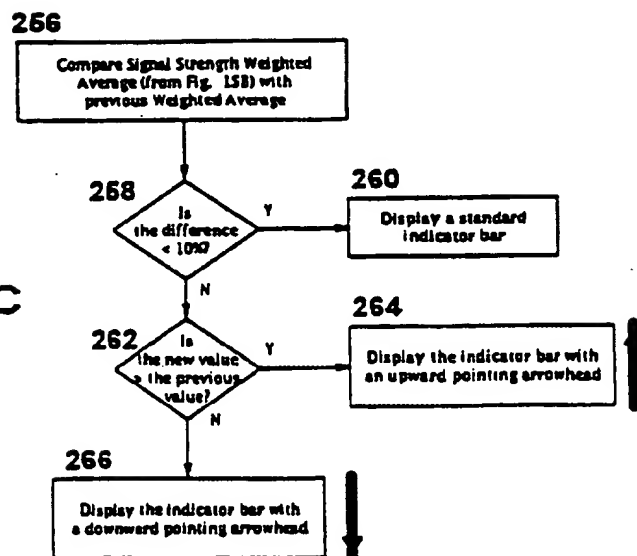 256
Compare Signal Strength Weighted
Average (from Fig. 15B) with
previous Weighted Average
258
Is
the difference
< 10%?
Y
260
Display a standard
indicator bar
N
C
262
Is
the new value
> the previous
value?
Y
264
Display the indicator bar with
an upward pointing arrowhead
N
266
Display the indicator bar with
a downward pointing arrowhead